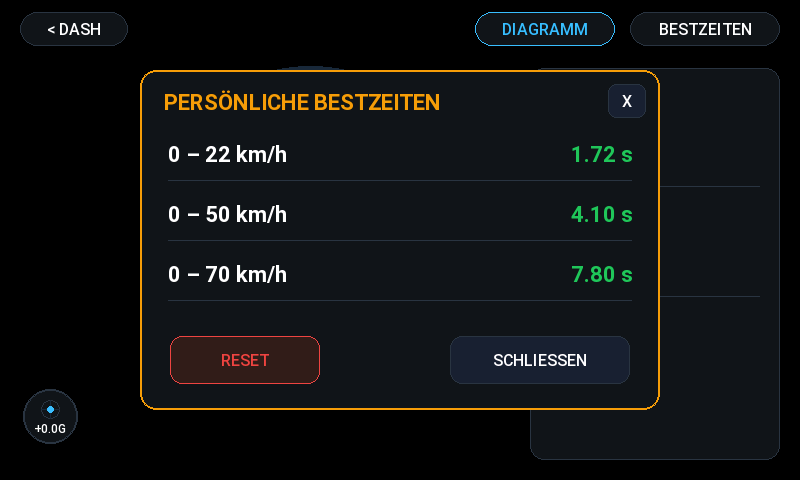 < DASH
DIAGRAMM
BESTZEITEN
PERSÖNLICHE BESTZEITEN
X
0 – 22 km/h
1.72 s
0 – 50 km/h
4.10 s
0 – 70 km/h
7.80 s
RESET
SCHLIESSEN
+0.0G